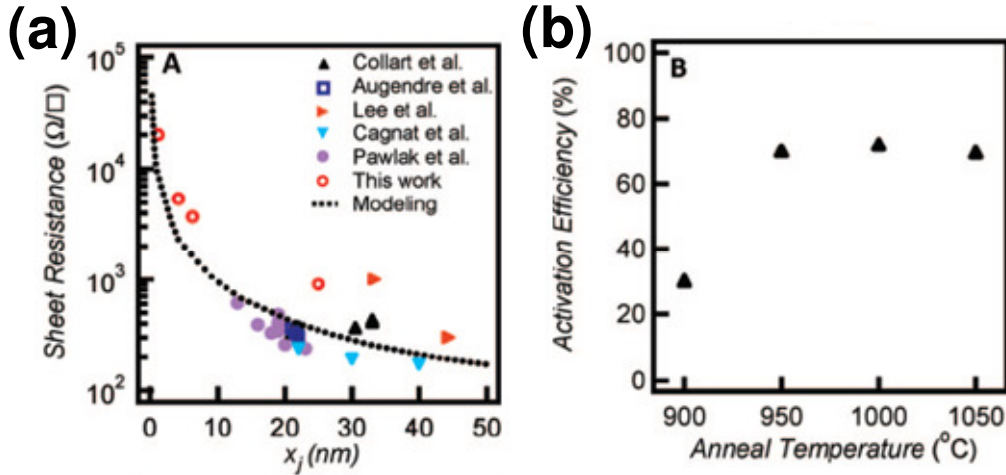 (a)
A
Sheet Resistance (Ω/□)
10^5
10^4
10^3
10^2
Collart et al.
Augendre et al.
Lee et al.
Cagnat et al.
Pawlak et al.
This work
Modeling
0 10 20 30 40 50
x_j (nm)
(b)
B
Activation Efficiency (%)
100
80
60
40
20
0
900 950 1000 1050
Anneal Temperature (°C)